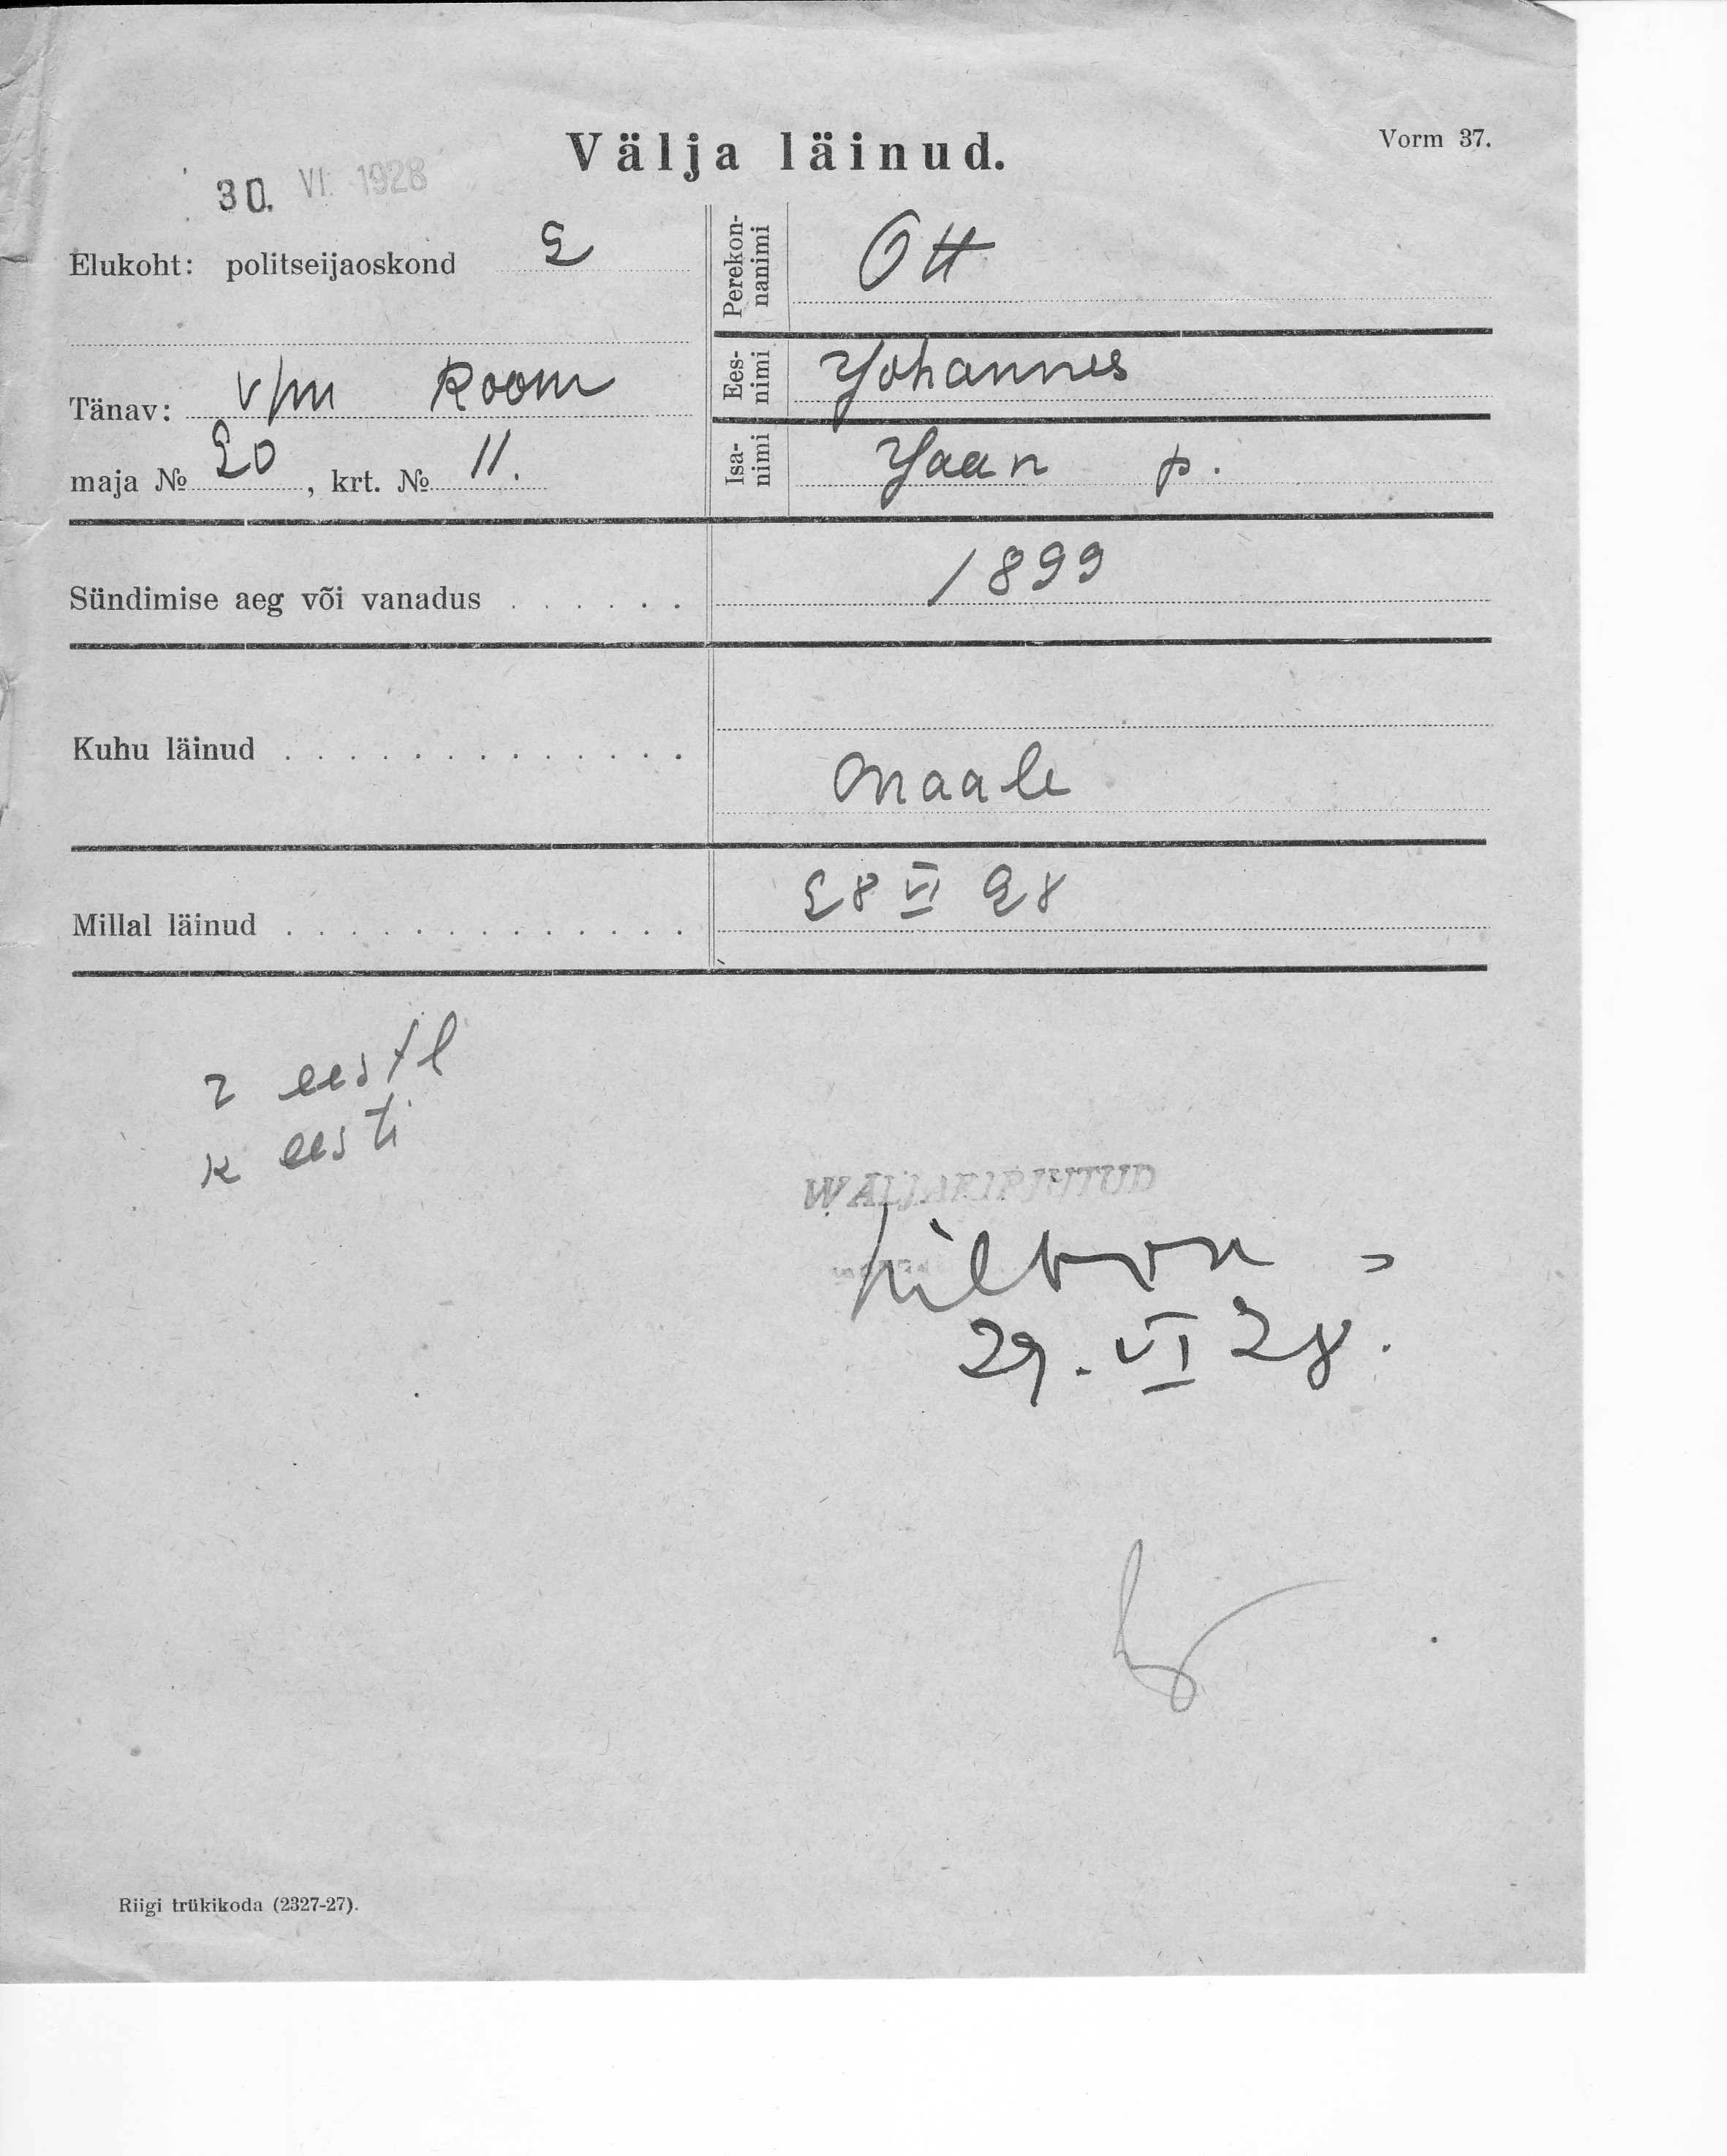 Välja läinud.
Vorm 37.
30. VI 1928
Elukoht: politseijaoskond 2
Tänav: v/m Room
maja № 20, krt. № 11.
Perekonnanimi Ott
Eesnimi Johannes
Isanimi Jaan p.
Sündimise aeg või vanadus . . . . . . 1899
Kuhu läinud . . . . . . . . . . . . . Maale
Millal läinud . . . . . . . . . . . . . 28 VI 28
r eestl
k eesti
WÄLJAKIRJUTUD
29. VI 28.
Riigi trükikoda (2327-27).